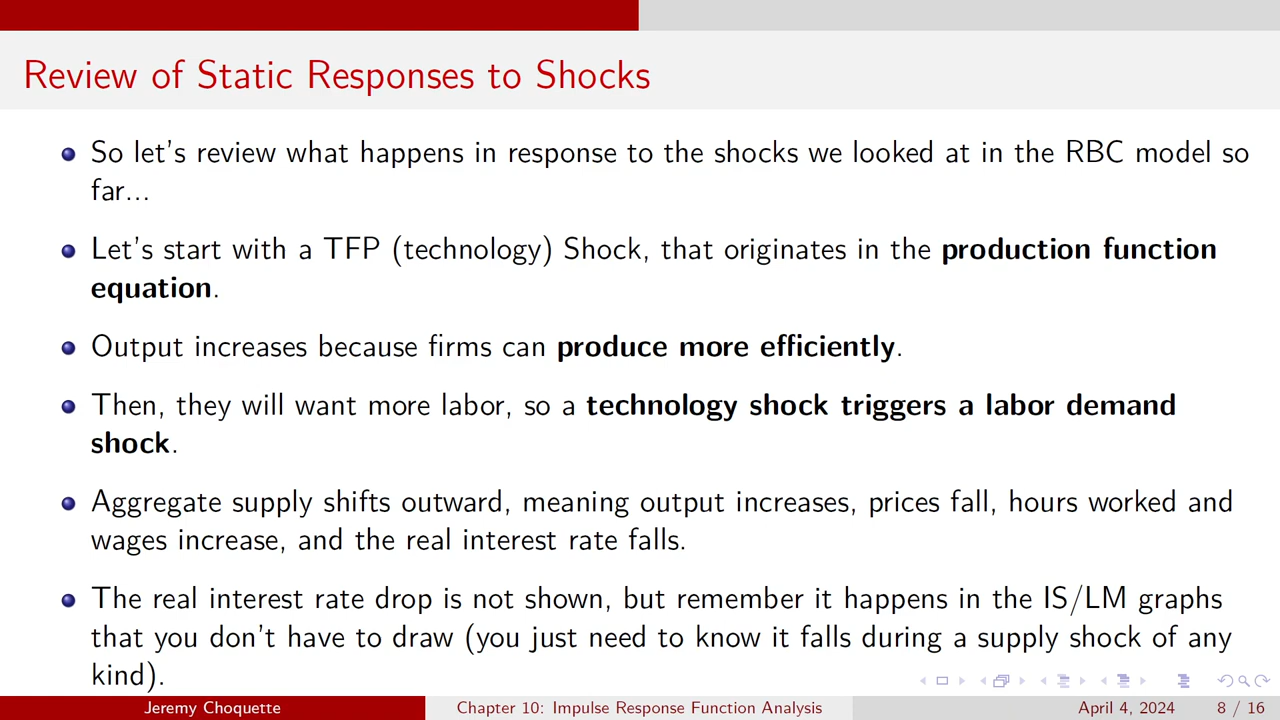 Review of Static Responses to Shocks
So let's review what happens in response to the shocks we looked at in the RBC model so
far...
Let's start with a TFP (technology) Shock, that originates in the production function
equation.
Output increases because firms can produce more efficiently.
Then, they will want more labor, so a technology shock triggers a labor demand
shock.
Aggregate supply shifts outward, meaning output increases, prices fall, hours worked and
wages increase, and the real interest rate falls.
The real interest rate drop is not shown, but remember it happens in the IS/LM graphs
that you don't have to draw (you just need to know it falls during a supply shock of any
kind).
Jeremy Choquette
Chapter 10: Impulse Response Function Analysis
April 4, 2024
8 / 16